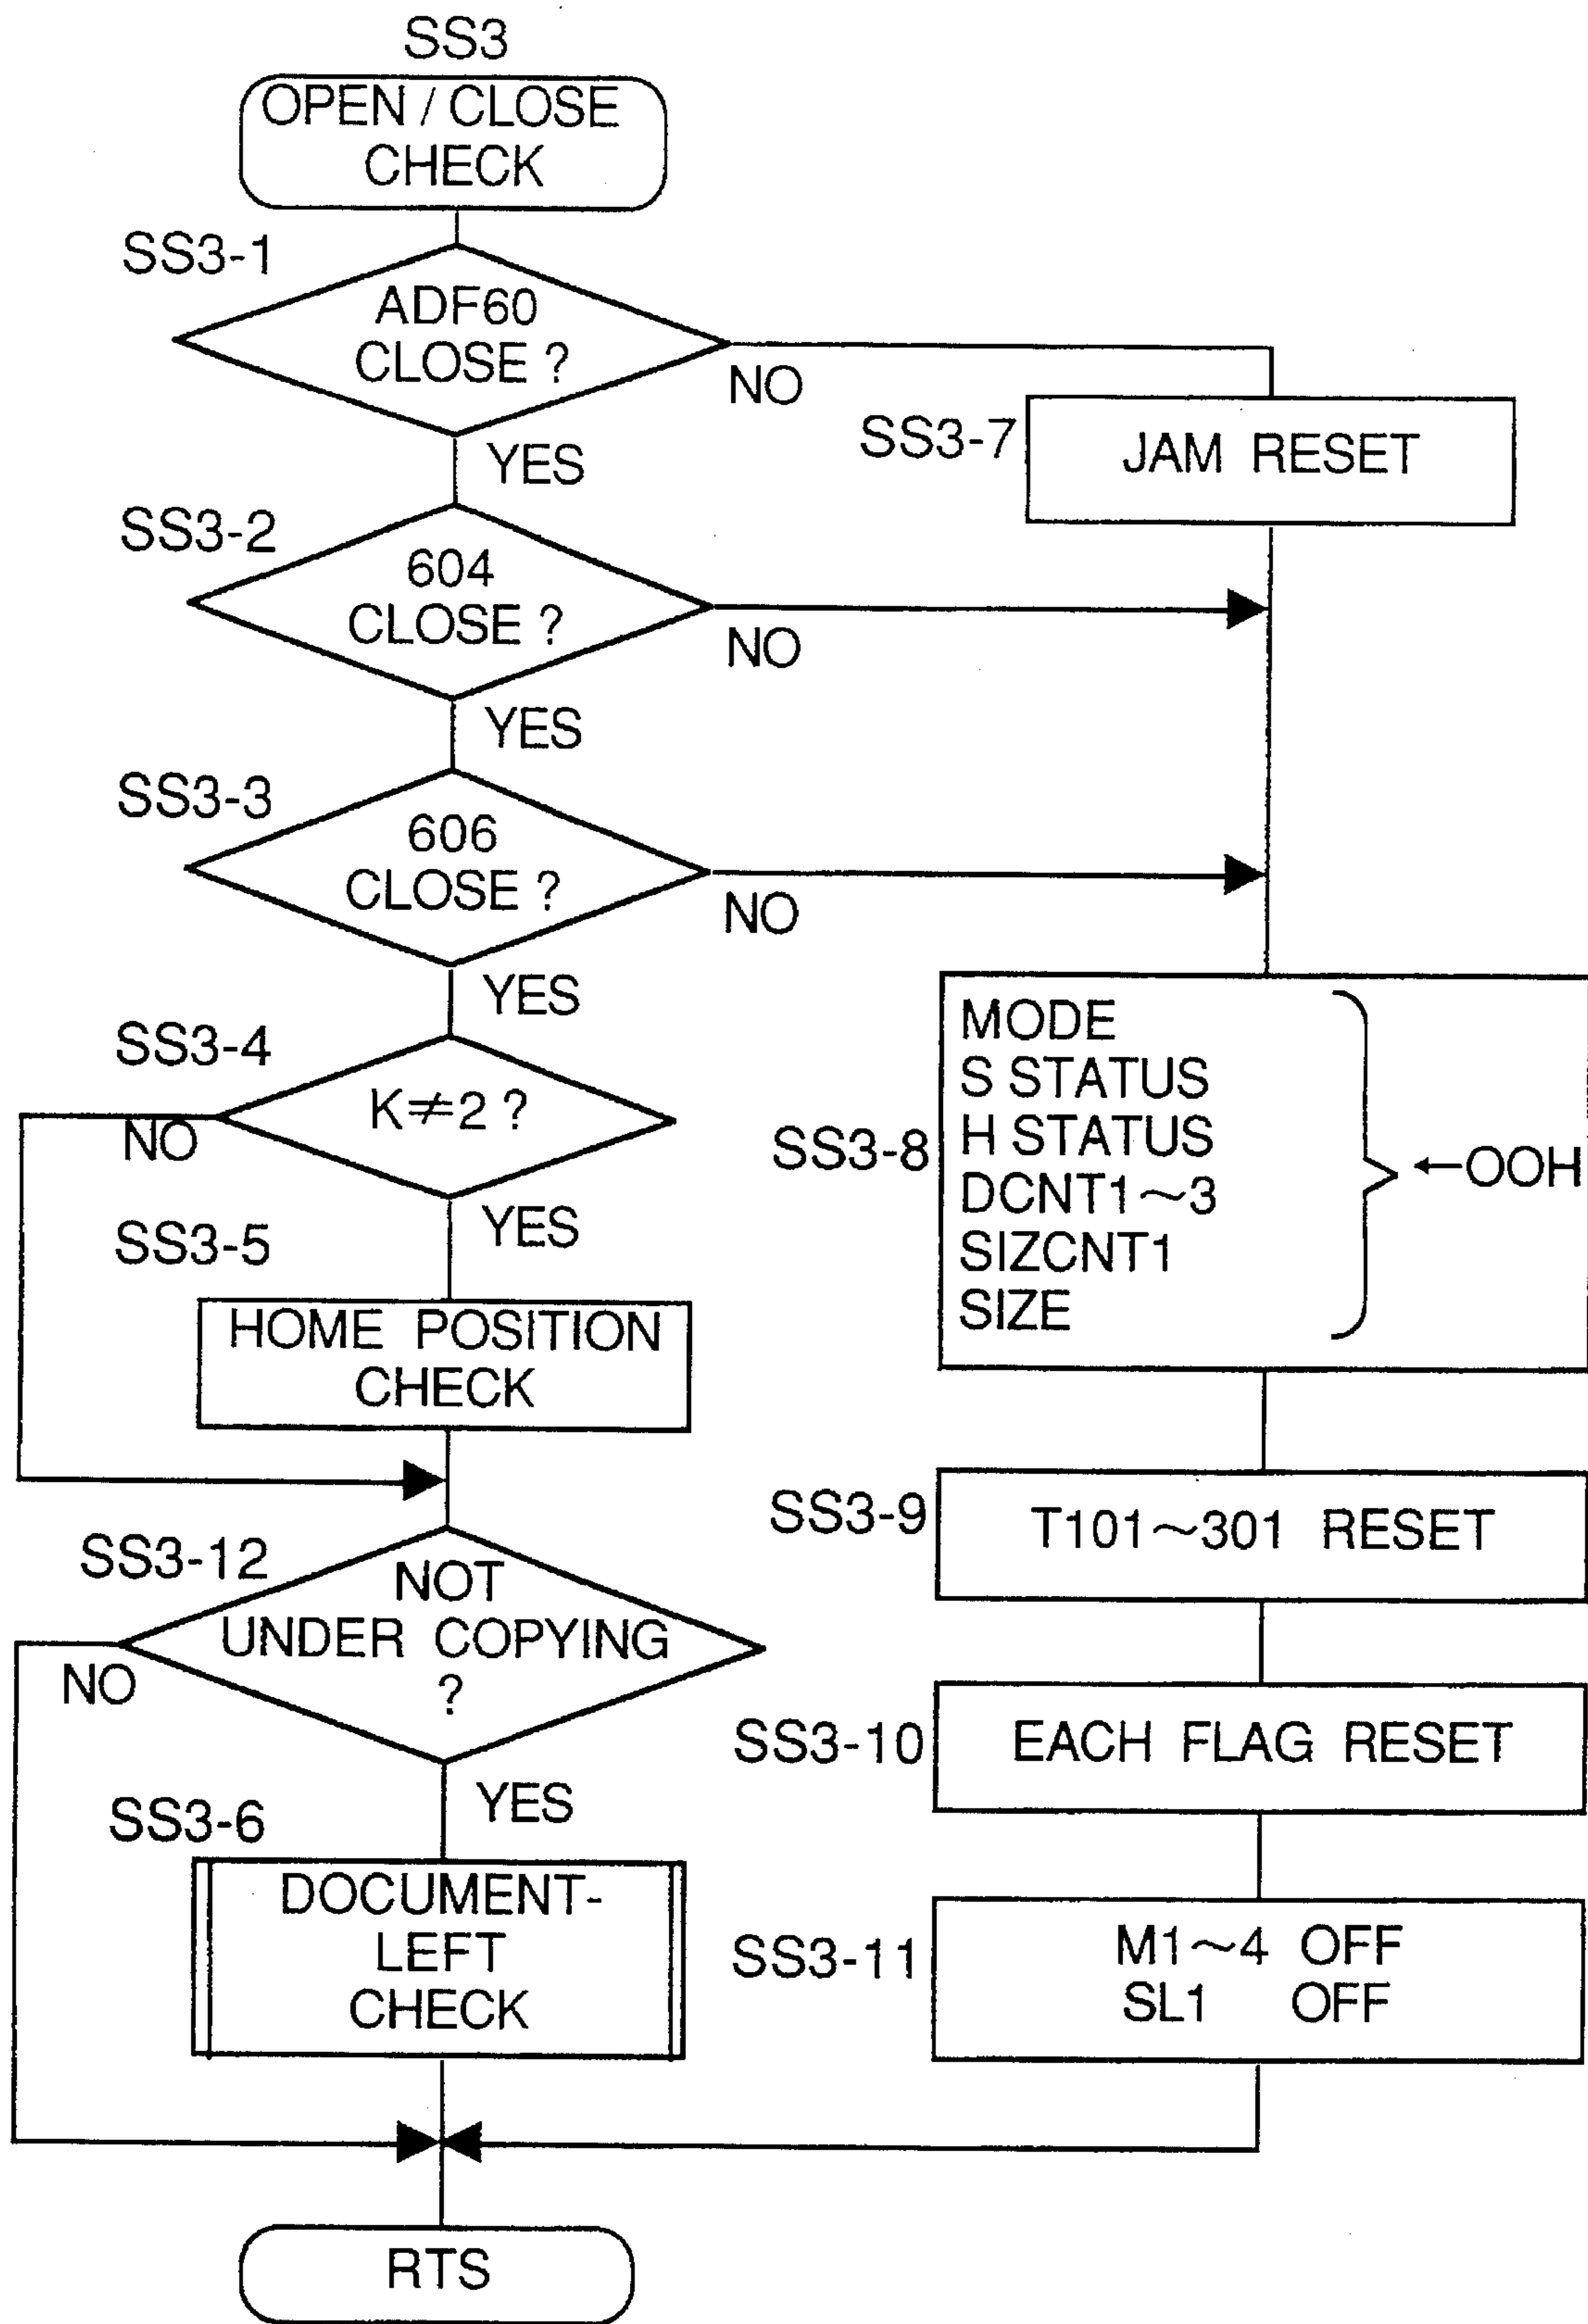 SS3
OPEN / CLOSE
CHECK
SS3-1
ADF60
CLOSE ?
NO
YES
SS3-7
JAM RESET
SS3-2
604
CLOSE ?
NO
YES
SS3-3
606
CLOSE ?
NO
YES
SS3-4
K≠2 ?
NO
YES
SS3-5
HOME POSITION
CHECK
SS3-8
MODE
S STATUS
H STATUS
DCNT1~3
SIZCNT1
SIZE
←OOH
SS3-9
T101~301 RESET
SS3-12
NOT
UNDER COPYING
?
NO
YES
SS3-10
EACH FLAG RESET
SS3-6
DOCUMENT-
LEFT
CHECK
SS3-11
M1~4 OFF
SL1 OFF
RTS